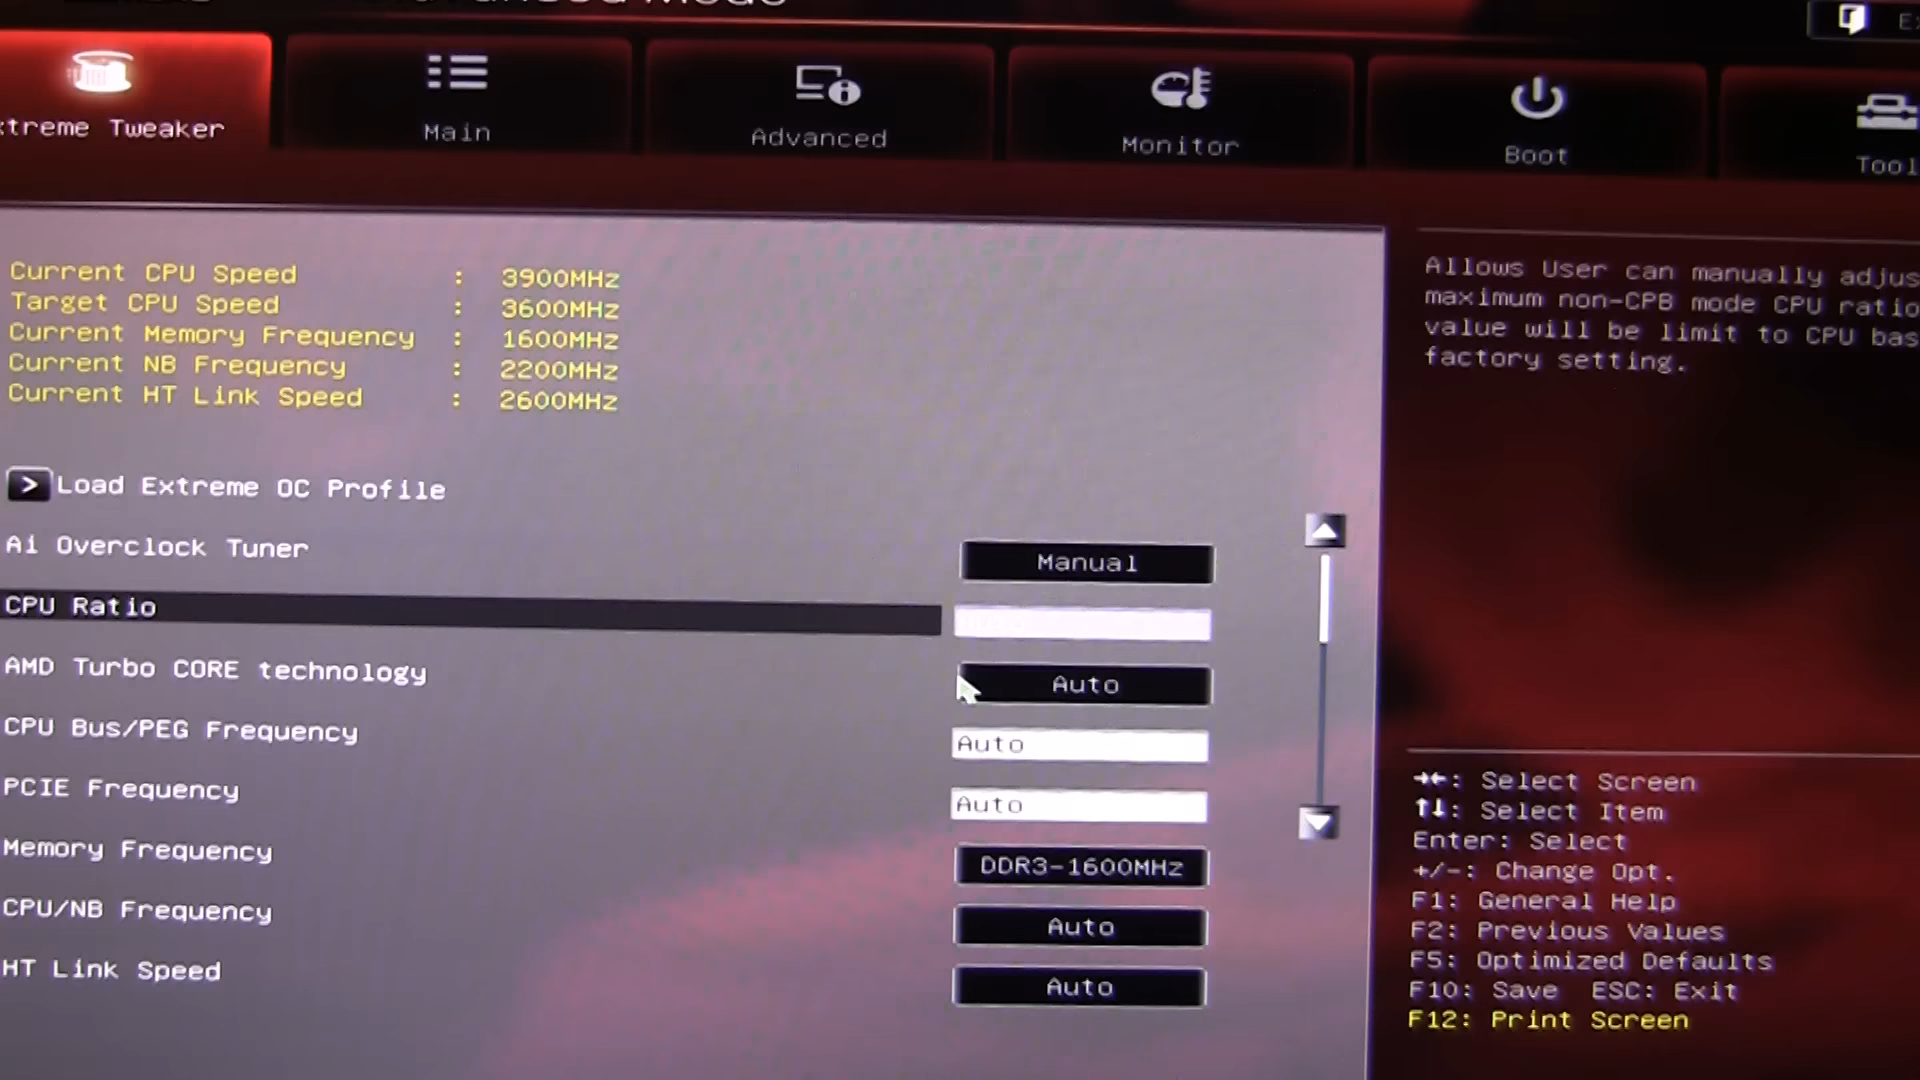 Advanced Mode
xtreme Tweaker
Main
Advanced
Monitor
Boot
Tool
Current CPU Speed : 3900MHz
Target CPU Speed : 3600MHz
Current Memory Frequency : 1600MHz
Current NB Frequency : 2200MHz
Current HT Link Speed : 2600MHz
> Load Extreme OC Profile
Ai Overclock Tuner Manual
CPU Ratio
AMD Turbo CORE technology Auto
CPU Bus/PEG Frequency Auto
PCIE Frequency Auto
Memory Frequency DDR3-1600MHz
CPU/NB Frequency Auto
HT Link Speed Auto
Allows User can manually adjus
maximum non-CPB mode CPU ratio
value will be limit to CPU bas
factory setting.
→←: Select Screen
↑↓: Select Item
Enter: Select
+/-: Change Opt.
F1: General Help
F2: Previous Values
F5: Optimized Defaults
F10: Save ESC: Exit
F12: Print Screen